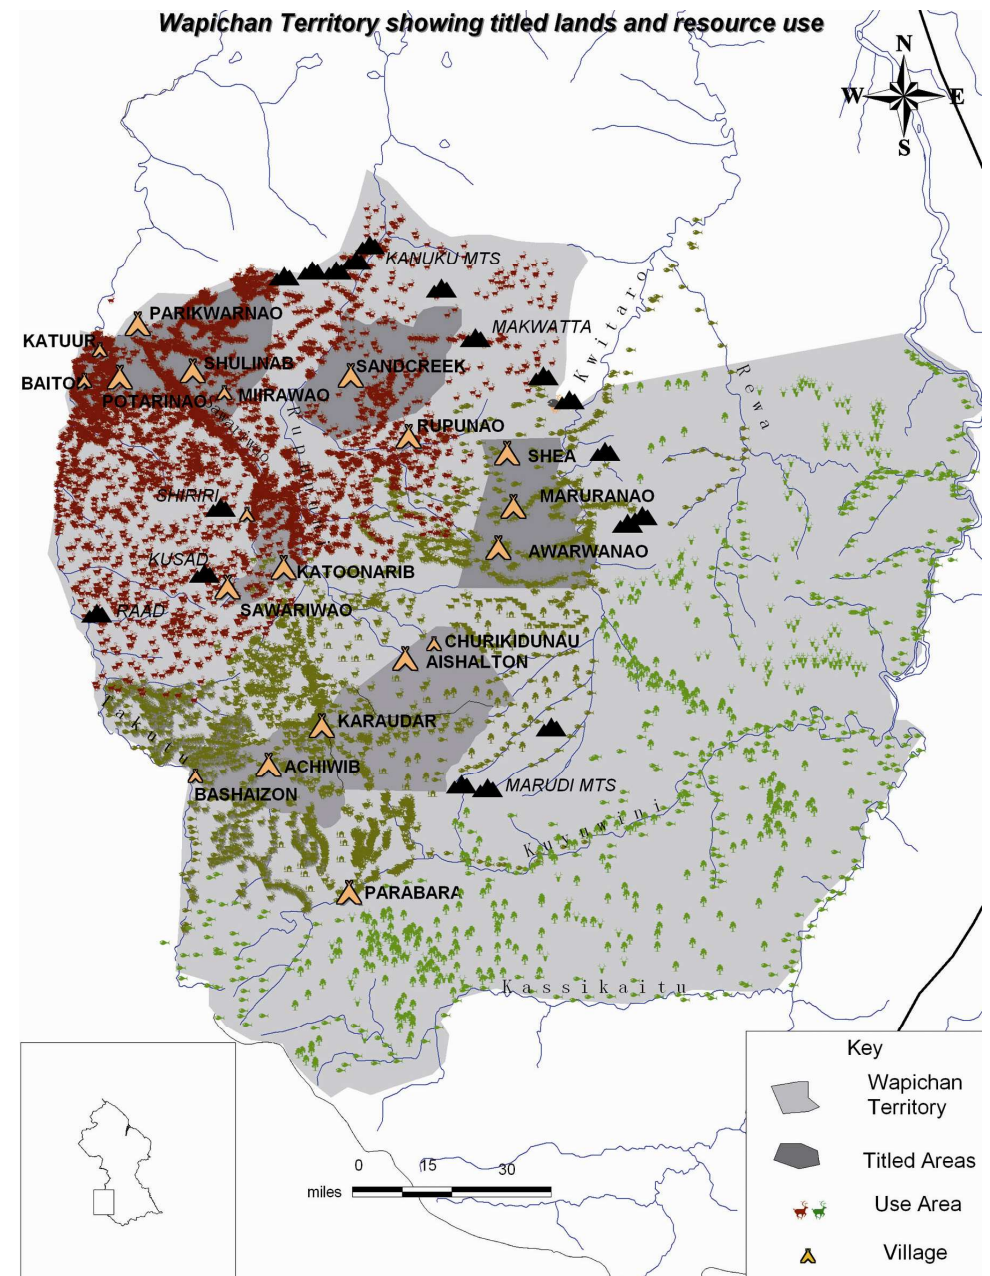 Wapichan Territory showing titled lands and resource use
N
W E
S
KANUKU MTS
PARIKWARNAO
MAKWATTA
Kwitaro
KATUUR
SHULINAB
SANDCREEK
BAITO
POTARINAO
MIIRAWAO
Rewa
RUPUNAO
SHEA
SHIRIRI
MARURANAO
AWARWANAO
KUSAD
KATOONARIB
SAWARIWAO
RAAD
CHURIKIDUNAU
AISHALTON
KARAUDAR
ACHIWIB
BASHAIZON
MARUDI MTS
Kuyuwini
PARABARA
Kassikaitu
Key
Wapichan
Territory
Titled Areas
Use Area
Village
0 15 30
miles